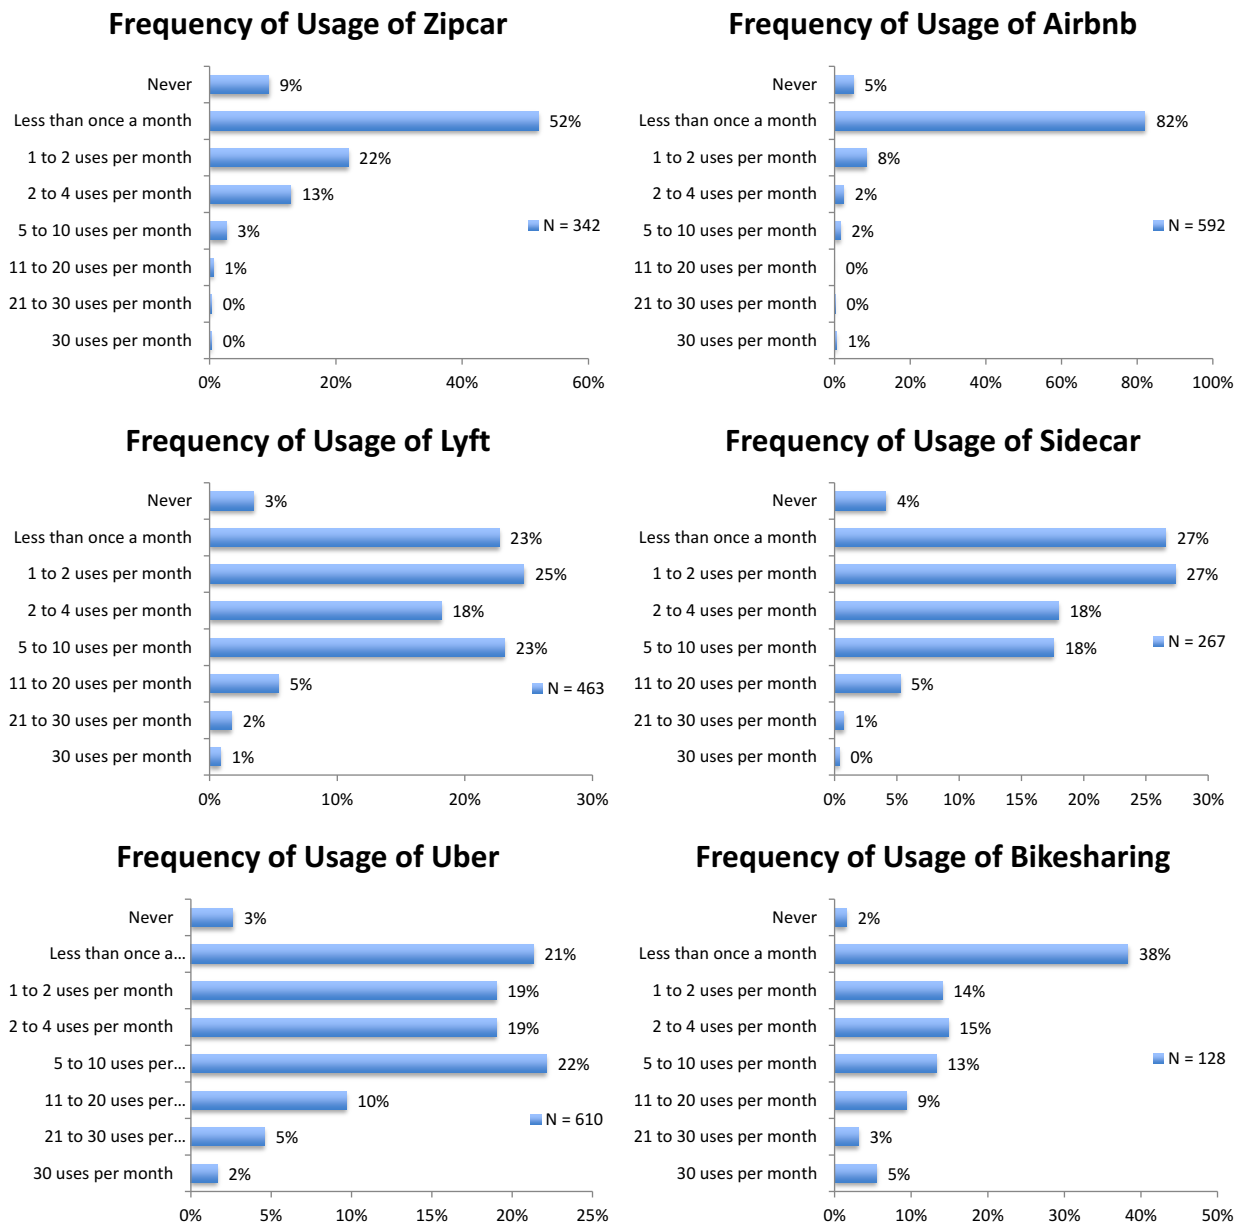 Frequency of Usage of Zipcar
Never 9%
Less than once a month 52%
1 to 2 uses per month 22%
2 to 4 uses per month 13%
5 to 10 uses per month 3%
N = 342
11 to 20 uses per month 1%
21 to 30 uses per month 0%
30 uses per month 0%
0% 20% 40% 60%
Frequency of Usage of Airbnb
Never 5%
Less than once a month 82%
1 to 2 uses per month 8%
2 to 4 uses per month 2%
5 to 10 uses per month 2%
N = 592
11 to 20 uses per month 0%
21 to 30 uses per month 0%
30 uses per month 1%
0% 20% 40% 60% 80% 100%
Frequency of Usage of Lyft
Never 3%
Less than once a month 23%
1 to 2 uses per month 25%
2 to 4 uses per month 18%
5 to 10 uses per month 23%
11 to 20 uses per month 5%
N = 463
21 to 30 uses per month 2%
30 uses per month 1%
0% 10% 20% 30%
Frequency of Usage of Sidecar
Never 4%
Less than once a month 27%
1 to 2 uses per month 27%
2 to 4 uses per month 18%
5 to 10 uses per month 18%
N = 267
11 to 20 uses per month 5%
21 to 30 uses per month 1%
30 uses per month 0%
0% 5% 10% 15% 20% 25% 30%
Frequency of Usage of Uber
Never 3%
Less than once a... 21%
1 to 2 uses per month 19%
2 to 4 uses per month 19%
5 to 10 uses per... 22%
11 to 20 uses per... 10%
N = 610
21 to 30 uses per... 5%
30 uses per month 2%
0% 5% 10% 15% 20% 25%
Frequency of Usage of Bikesharing
Never 2%
Less than once a month 38%
1 to 2 uses per month 14%
2 to 4 uses per month 15%
5 to 10 uses per month 13%
N = 128
11 to 20 uses per month 9%
21 to 30 uses per month 3%
30 uses per month 5%
0% 10% 20% 30% 40% 50%